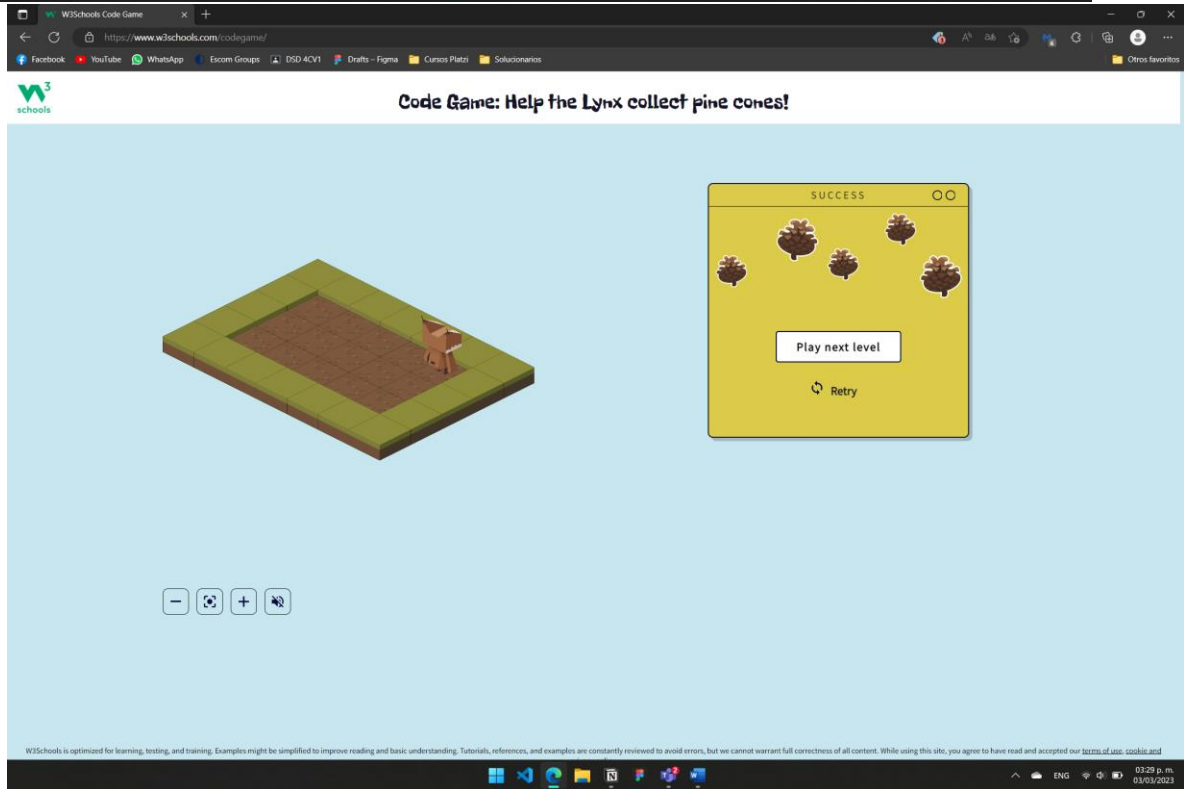 W3Schools Code Game
https://www.w3schools.com/codegame/
Facebook YouTube WhatsApp Escom Groups DSD 4CV1 Drafts – Figma Cursos Platzi Solucionarios Otros favoritos
W3 schools
Code Game: Help the Lynx collect pine cones!
SUCCESS
Play next level
Retry
W3Schools is optimized for learning, testing, and training. Examples might be simplified to improve reading and basic understanding. Tutorials, references, and examples are constantly reviewed to avoid errors, but we cannot warrant full correctness of all content. While using this site, you agree to have read and accepted our terms of use, cookie and
ENG
03:29 p. m.
03/03/2023